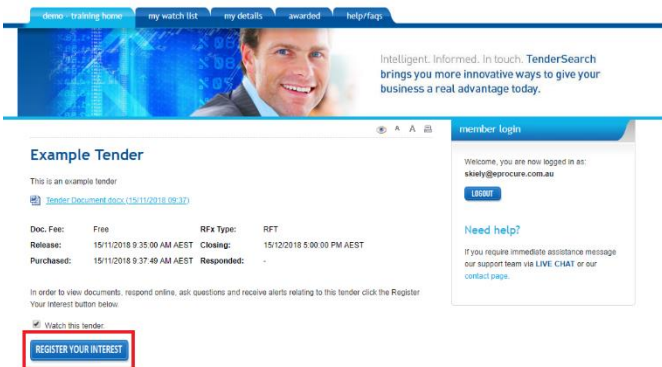 demo - training home my watch list my details awarded help/faqs
Intelligent. Informed. In touch. TenderSearch
brings you more innovative ways to give your
business a real advantage today.
A A
member login
Example Tender
Welcome, you are now logged in as:
skiely@eprocure.com.au
LOGOUT
This is an example tender
Tender Document.docx (15/11/2018 09:37)
Need help?
If you require immediate assistance message
our support team via LIVE CHAT or our
contact page.
Doc. Fee: Free RFx Type: RFT
Release: 15/11/2018 9:35:00 AM AEST Closing: 15/12/2018 5:00:00 PM AEST
Purchased: 15/11/2018 9:37:49 AM AEST Responded: -
In order to view documents, respond online, ask questions and receive alerts relating to this tender click the Register
Your Interest button below.
Watch this tender.
REGISTER YOUR INTEREST